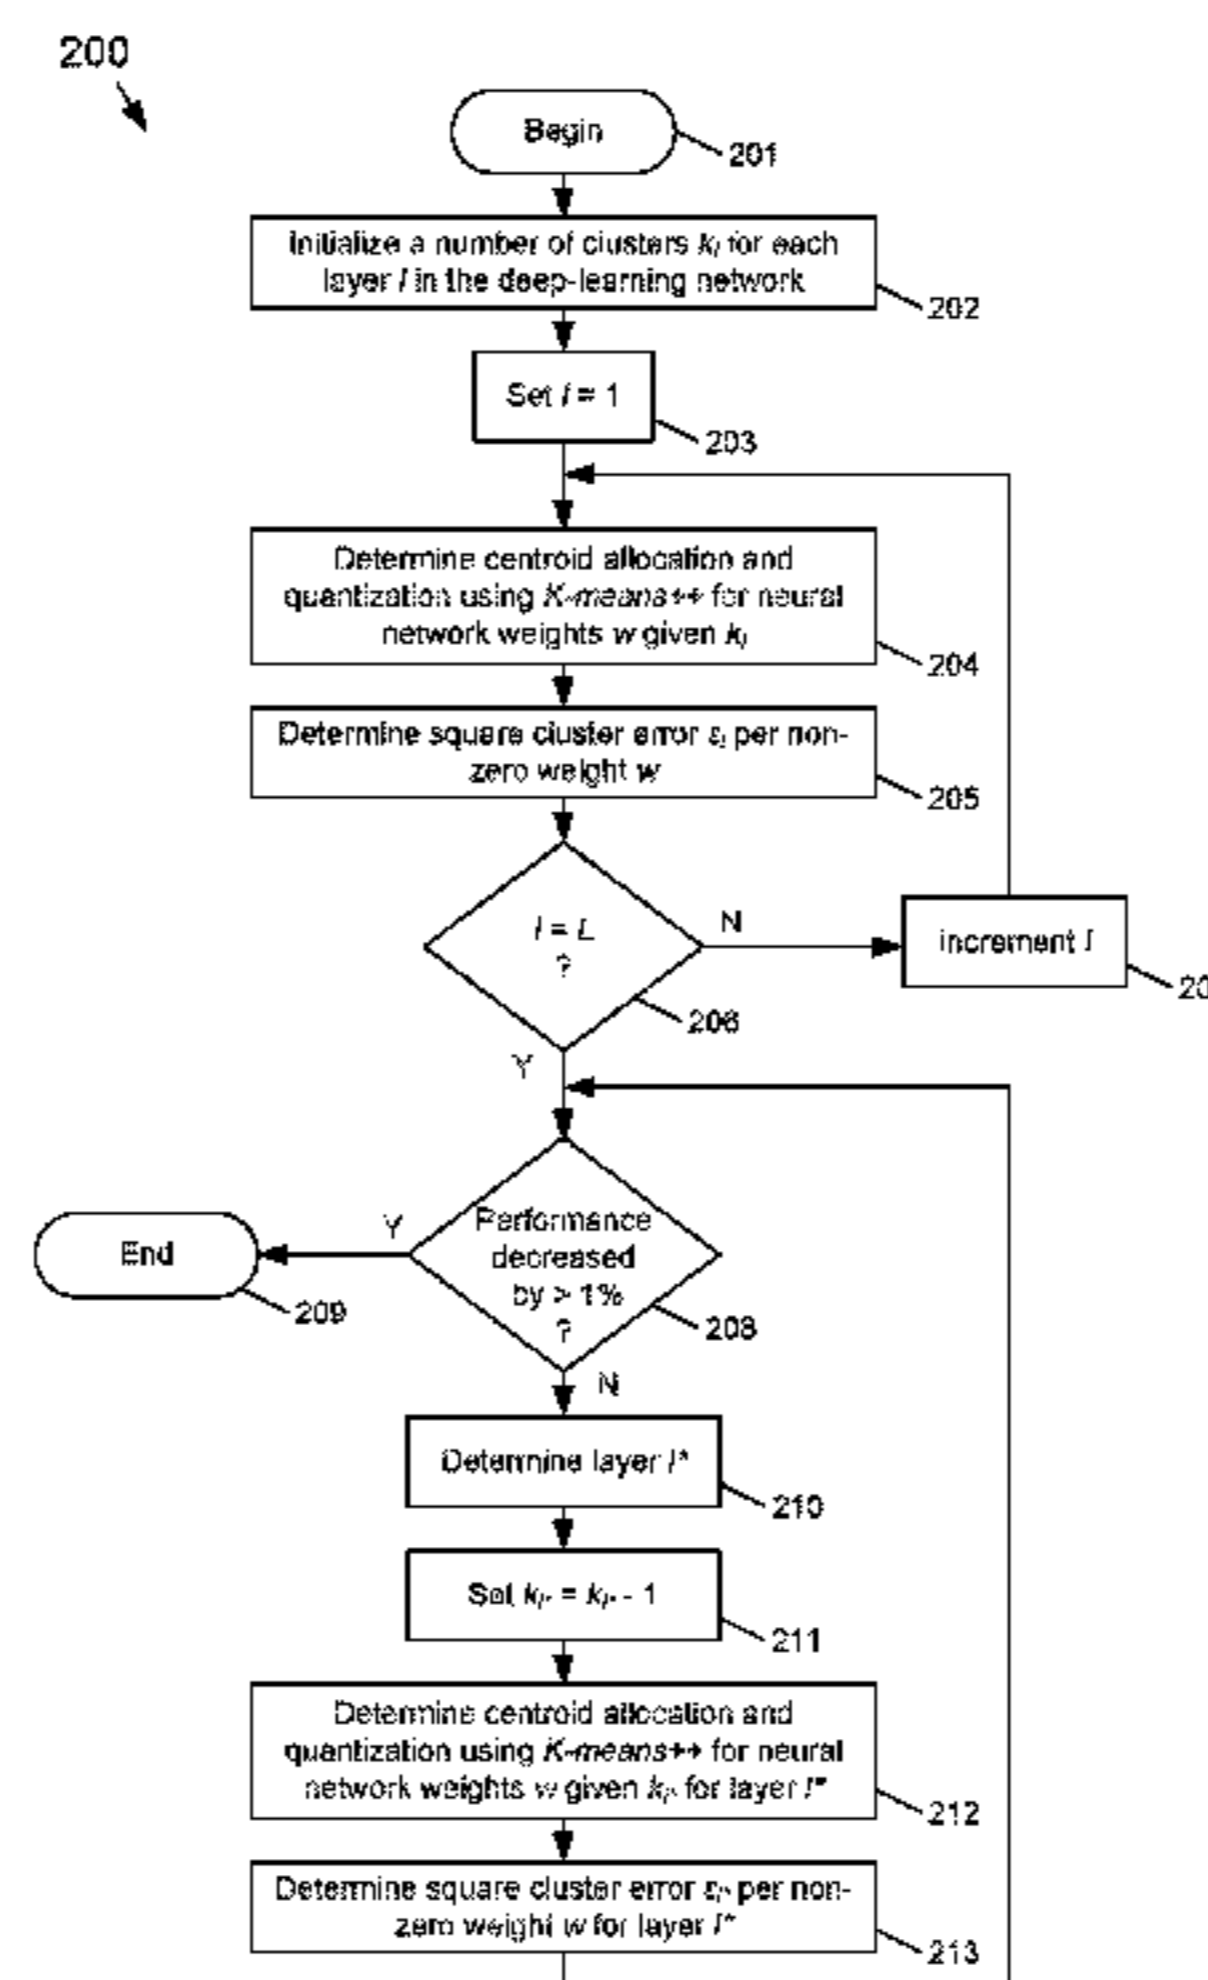 200
Begin
201
Initialize a number of clusters kl for each
layer l in the deep-learning network
202
Set l = 1
203
Determine centroid allocation and
quantization using K-means++ for neural
network weights w given kl
204
Determine square cluster error εl per non-
zero weight w
205
l = L
?
N
206
Y
increment l
20
Performance
decreased
by > 1%
?
Y
208
N
End
209
Determine layer l*
210
Set kl* = kl* - 1
211
Determine centroid allocation and
quantization using K-means++ for neural
network weights w given kl* for layer l*
212
Determine square cluster error εl* per non-
zero weight w for layer l*
213